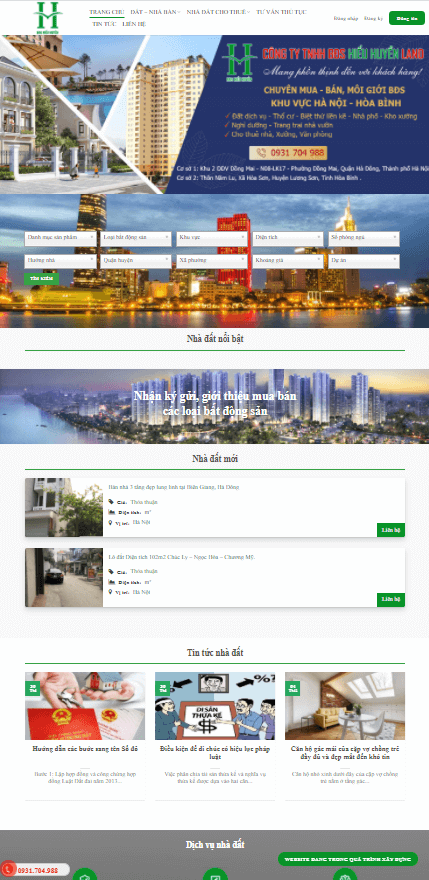 TRANG CHỦ ĐẤT - NHÀ BÁN NHÀ ĐẤT CHO THUÊ TƯ VẤN THỦ TỤC
TIN TỨC LIÊN HỆ
Đăng nhập Đăng ký Đăng tin
CÔNG TY TNHH BĐS HIỀN HUYỀN LAND
Mang phồn thịnh đến với khách hàng!
CHUYÊN MUA - BÁN, MÔI GIỚI BĐS
KHU VỰC HÀ NỘI - HÒA BÌNH
Đất dịch vụ - Thổ cư - Biệt thự liền kề - Nhà phố - Kho xưởng
Nghỉ dưỡng - Trang trại nhà vườn
Cho thuê nhà, Xưởng, Văn phòng
0931 704 988
Cơ sở 1: Khu 2 DDV Đồng Mai - N06-LK17 - Phường Đồng Mai, Quận Hà Đông, Thành phố Hà Nội
Cơ sở 2: Thôn Năm Lu, Xã Hòa Sơn, Huyện Lương Sơn, Tỉnh Hòa Bình .
Danh mục sản phẩm Loại bất động sản Khu vực Diện tích Số phòng ngủ
Hướng nhà Quận huyện Xã phường Khoảng giá Dự án
TÌM KIẾM
Nhà đất nổi bật
Nhận ký gửi, giới thiệu mua bán
các loại bất động sản
Nhà đất mới
Bán nhà 3 tầng đẹp lung linh tại Biên Giang, Hà Đông
Giá: Thỏa thuận
Diện tích: m²
Vị trí: Hà Nội
Liên hệ
Lô đất Diện tích 102m2 Chúc Lý – Ngọc Hòa – Chương Mỹ.
Giá: Thỏa thuận
Diện tích: m²
Vị trí: Hà Nội
Liên hệ
Tin tức nhà đất
DI SẢN
THỪA KẾ
Hướng dẫn các bước sang tên Sổ đỏ
Điều kiện để di chúc có hiệu lực pháp
luật
Căn hộ gác mái của cặp vợ chồng trẻ
đầy đủ và đẹp mắt đến khó tin
Bước 1: Lập hợp đồng và công chứng hợp
đồng Luật Đất đai năm 2013...
Việc phân chia tài sản thừa kế và nghĩa vụ
thừa kế được dựa vào hai căn...
Căn hộ nhỏ xinh dưới đây của cặp vợ chồng
trẻ nằm ở tầng gác...
Dịch vụ nhà đất
WEBSITE ĐANG TRONG QUÁ TRÌNH XÂY DỰNG
0931.704.988